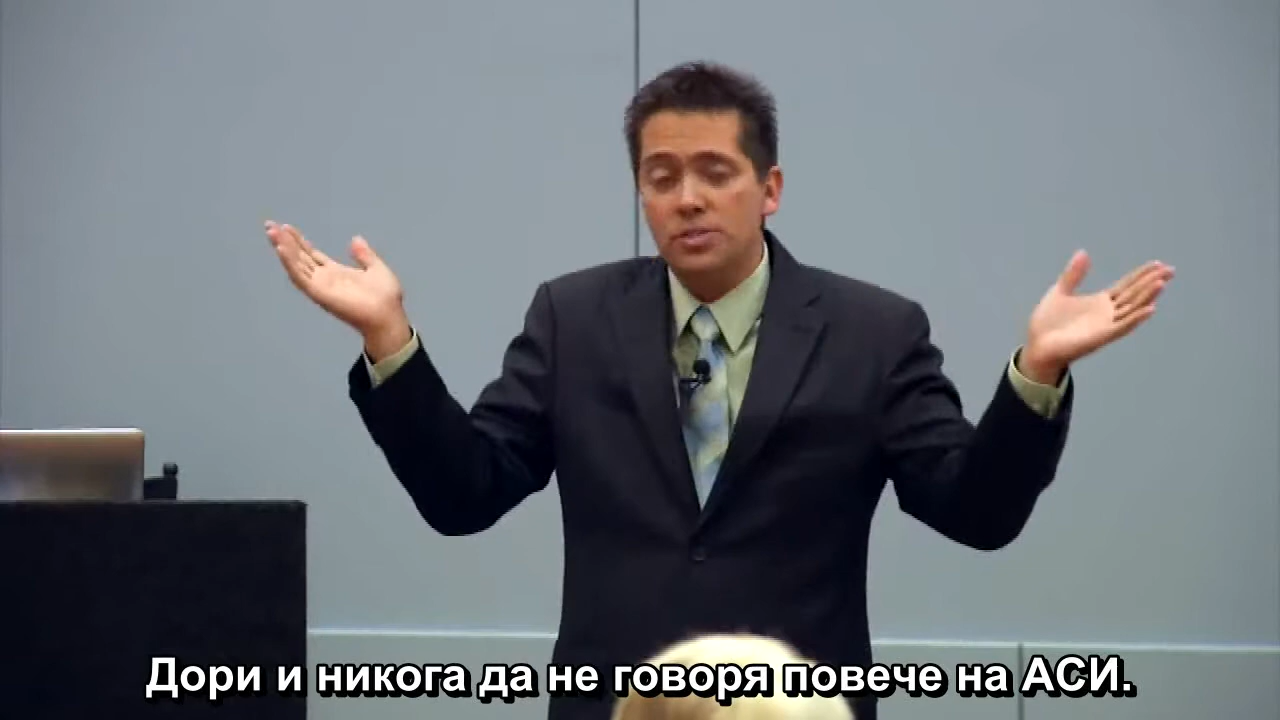 Дори и никога да не говоря повече на АСИ.